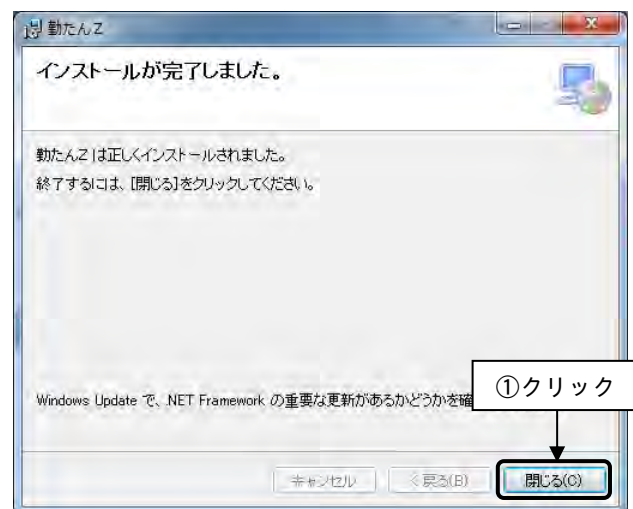 勤たんZ
インストールが完了しました。
勤たんZ は正しくインストールされました。
終了するには、[閉じる]をクリックしてください。
Windows Update で、.NET Framework の重要な更新があるかどうかを確
①クリック
キャンセル
< 戻る(B)
閉じる(C)